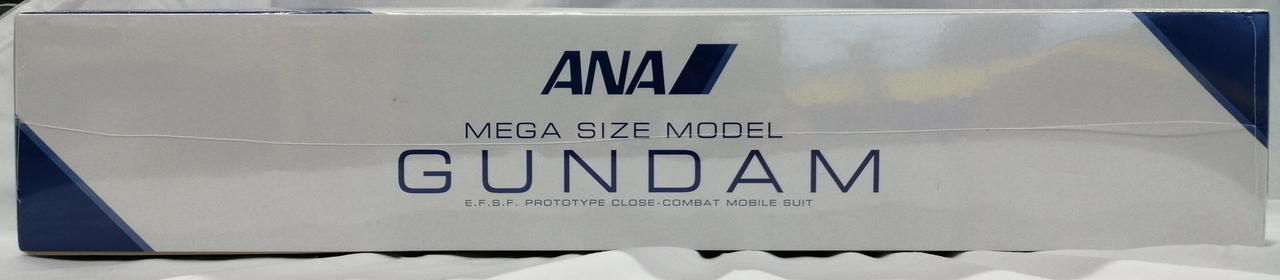 ANA
MEGA SIZE MODEL
GUNDAM
E.F.S.F. PROTOTYPE CLOSE-COMBAT MOBILE SUIT